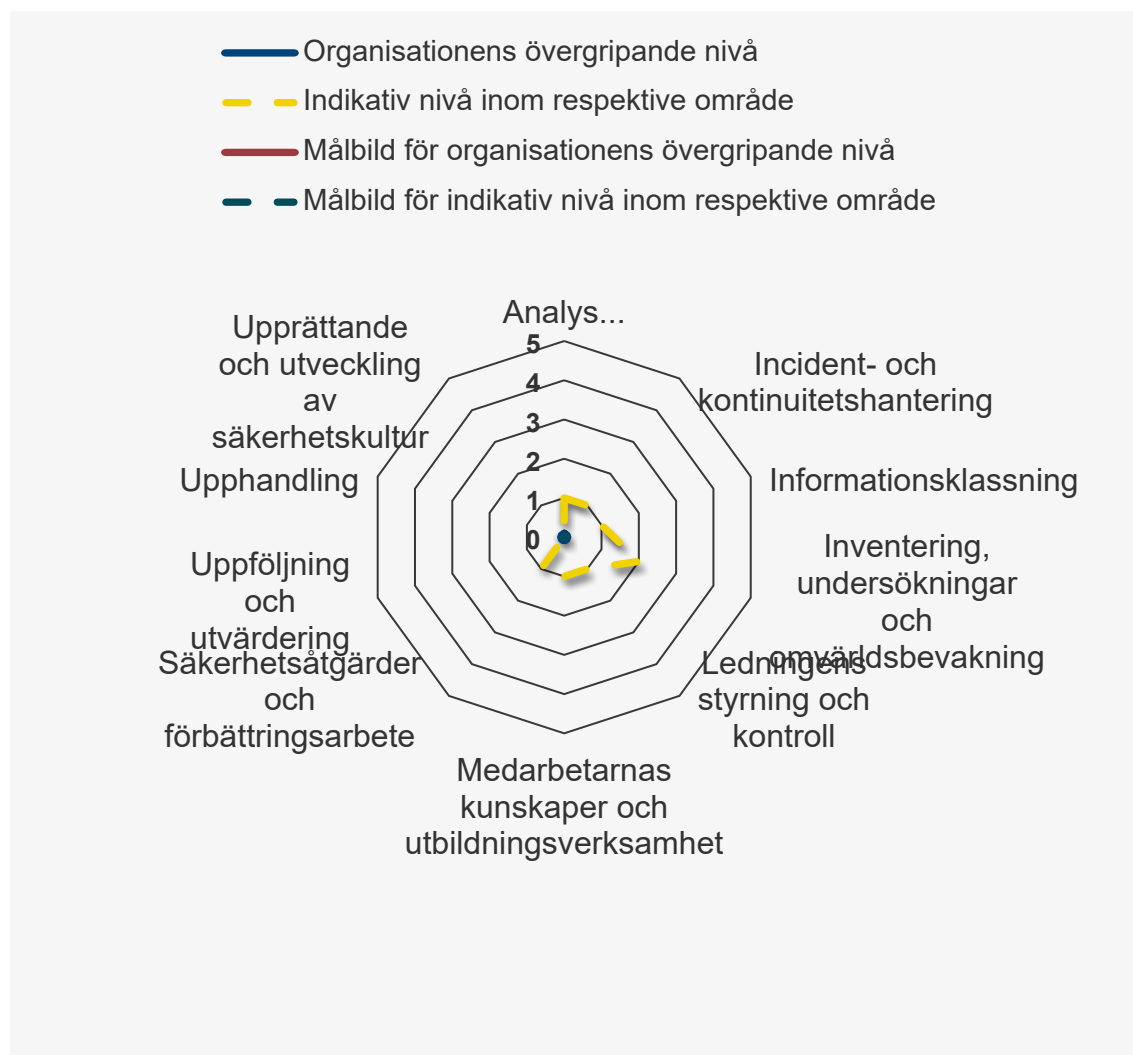 Organisationens övergripande nivå
Indikativ nivå inom respektive område
Målbild för organisationens övergripande nivå
Målbild för indikativ nivå inom respektive område
Analys...
Incident- och
kontinuitetshantering
Informationsklassning
Inventering,
undersökningar
och
omvärldsbevakning
Ledningens
styrning och
kontroll
Medarbetarnas
kunskaper och
utbildningsverksamhet
Säkerhetsåtgärder
och
förbättringsarbete
Uppföljning
och
utvärdering
Upphandling
Upprättande
och utveckling
av
säkerhetskultur
5
4
3
2
1
0